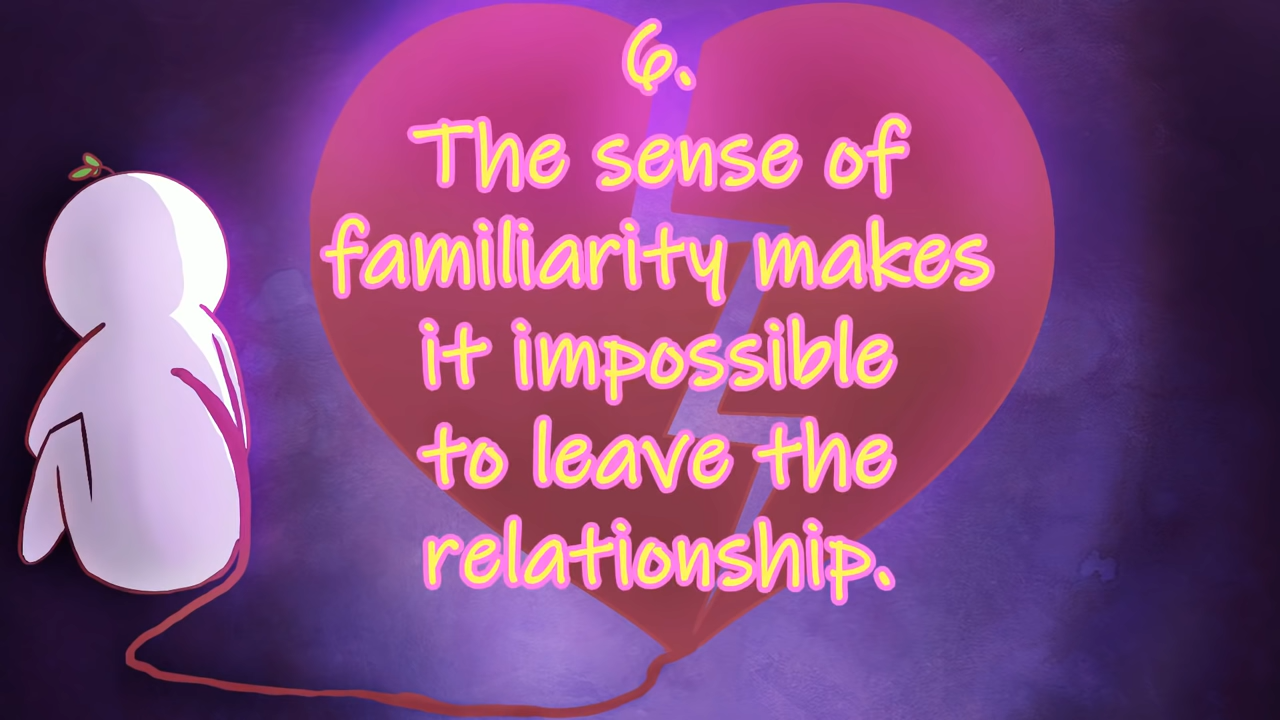 6.
The sense of
familiarity makes
it impossible
to leave the
relationship.